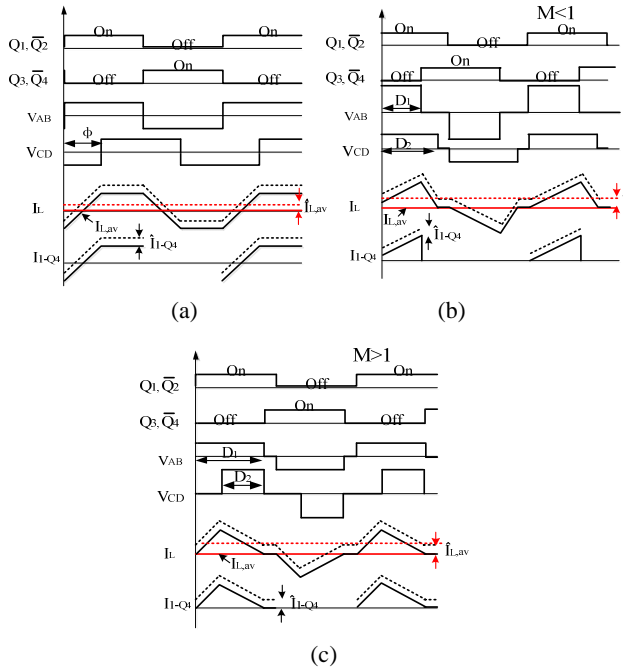 On Off On
Q1, Q̅2
On
Q3, Q̅4 Off Off
VAB
ϕ
VCD
IL
IL,av
ÎL,av
Î1-Q4
I1-Q4
(a)
M<1
On On
Q1, Q̅2 Off
On
Q3, Q̅4 Off Off
D1
VAB
D2
VCD
IL
IL,av
Î1-Q4
I1-Q4
(b)
M>1
On On
Q1, Q̅2 Off
On
Q3, Q̅4 Off Off
D1
VAB
D2
VCD
IL
IL,av
ÎL,av
I1-Q4
Î1-Q4
(c)